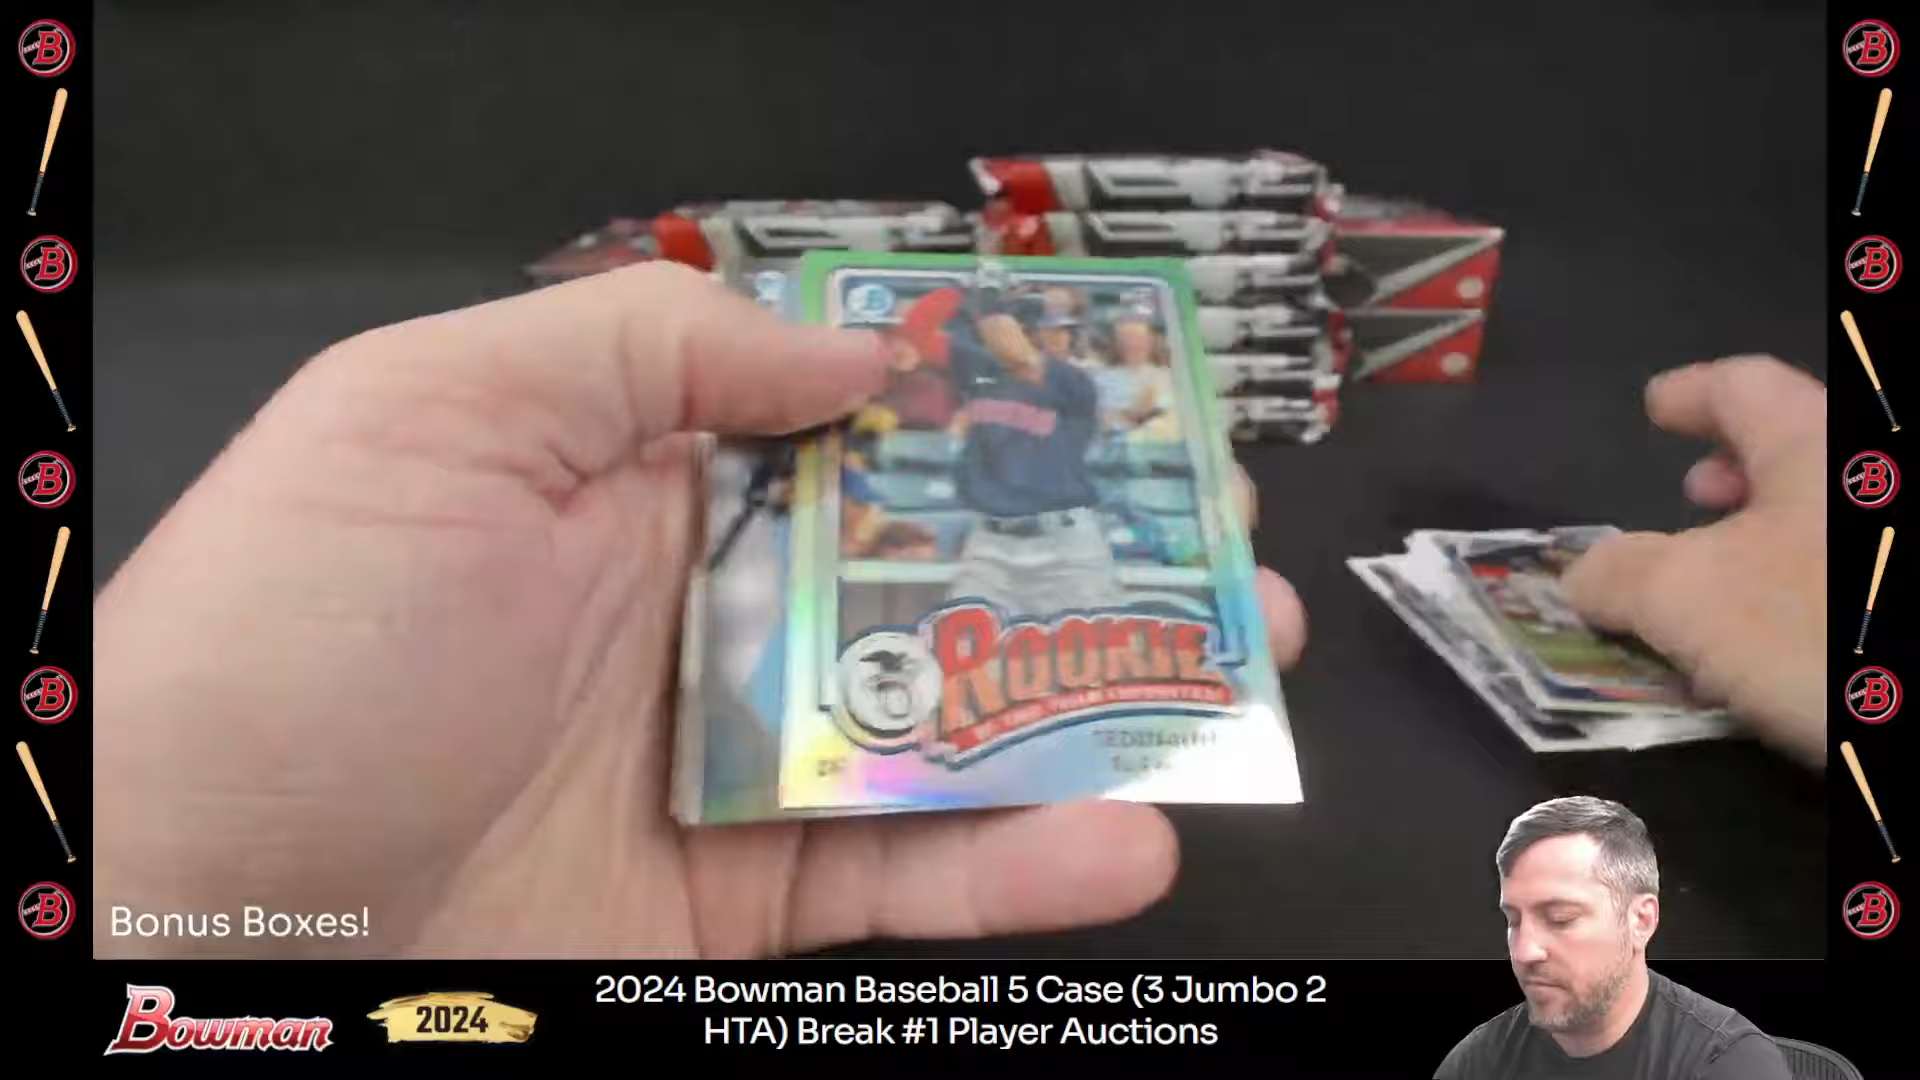 ROOKIE
Bonus Boxes!
Bowman
2024
2024 Bowman Baseball 5 Case (3 Jumbo 2
HTA) Break #1 Player Auctions